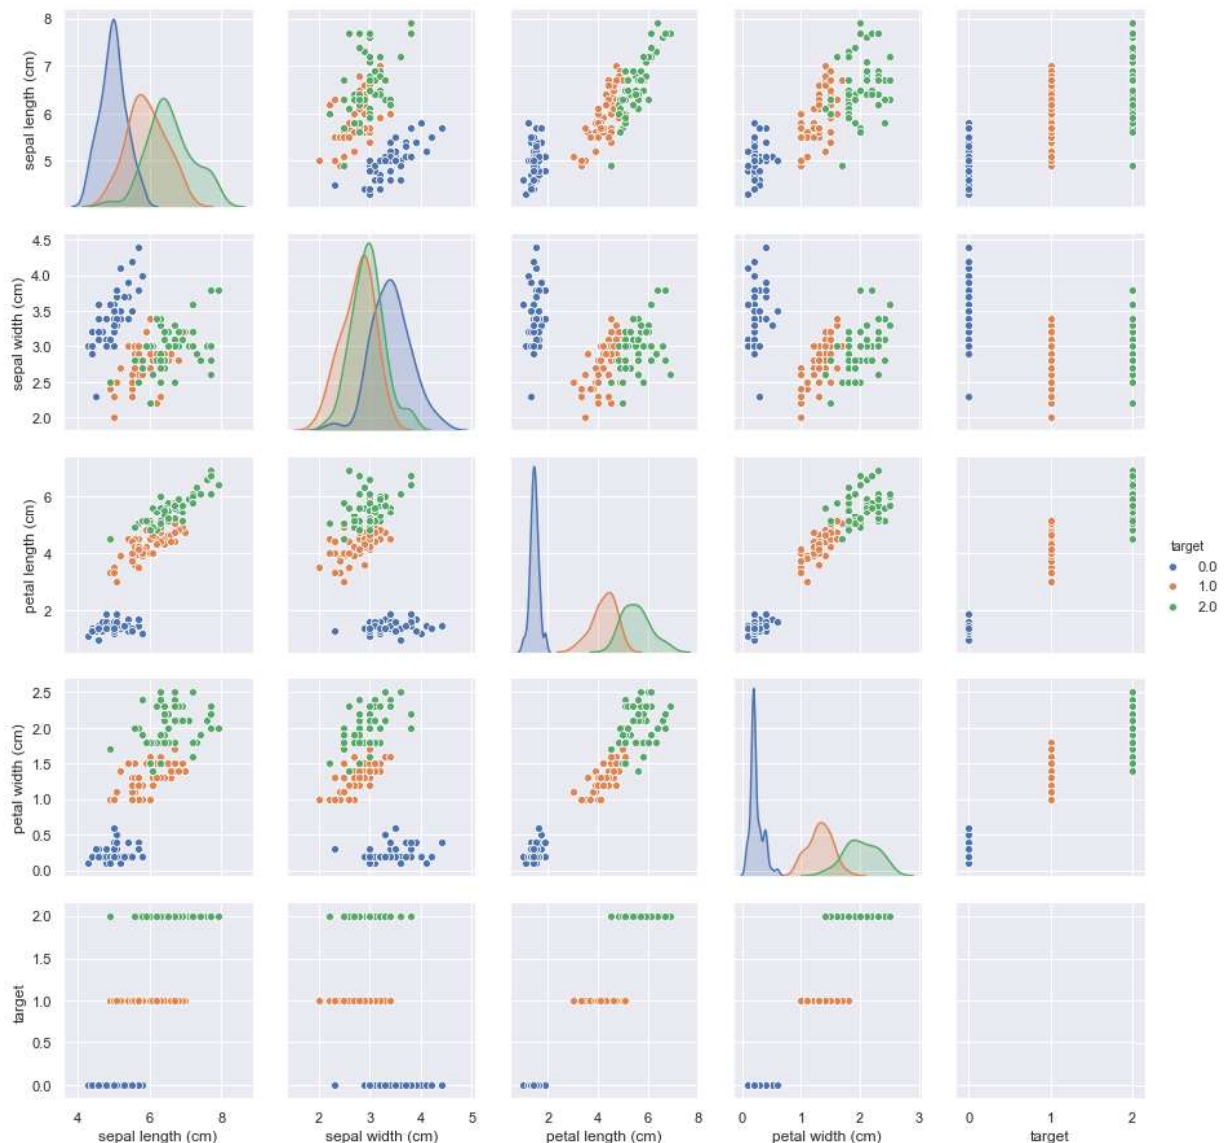 8
7
6
5
sepal length (cm)
4.5
4.0
3.5
3.0
2.5
2.0
sepal width (cm)
6
4
2
petal length (cm)
target
0.0
1.0
2.0
2.5
2.0
1.5
1.0
0.5
0.0
petal width (cm)
2.0
1.5
1.0
0.5
0.0
target
4 6 8
2 3 4 5
2 4 6 8
0 1 2 3
0 1 2
sepal length (cm)
sepal width (cm)
petal length (cm)
petal width (cm)
target